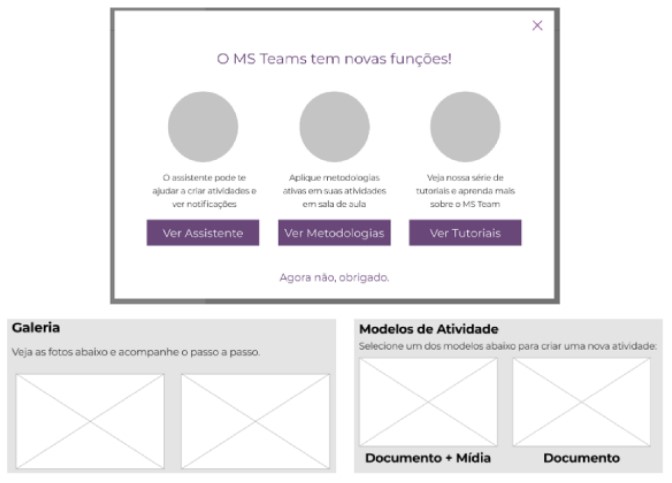 O MS Teams tem novas funções!
O assistente pode te
ajudar a criar atividades e
ver notificações
Aplique metodologias
ativas em suas atividades
em sala de aula
Veja nossa série de
tutoriais e aprenda mais
sobre o MS Team
Ver Assistente
Ver Metodologias
Ver Tutoriais
Agora não, obrigado.
Galeria
Veja as fotos abaixo e acompanhe o passo a passo.
Modelos de Atividade
Selecione um dos modelos abaixo para criar uma nova atividade:
Documento + Mídia
Documento